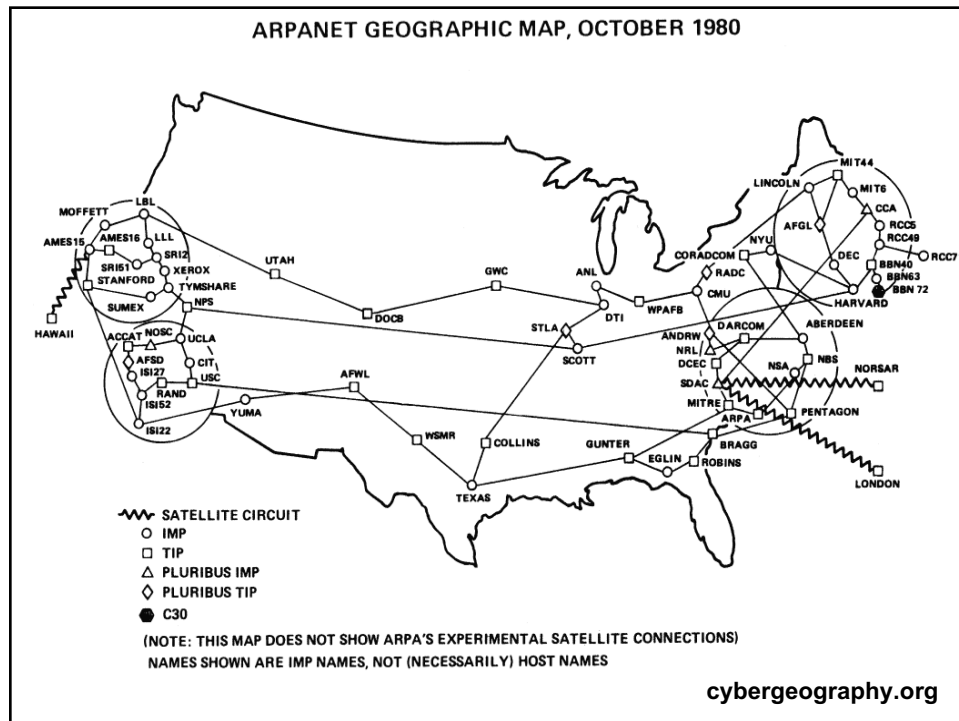 ARPANET GEOGRAPHIC MAP, OCTOBER 1980
MIT44
LINCOLN
MIT6
CCA
LBL
MOFFETT
AFGL
RCC5
AMES16
AMES15
LLL
RCC49
NYU
SRI2
CORADCOM
DEC
RCC7
SRI51
XEROX
UTAH
GWC
ANL
RADC
BBN40
STANFORD
TYMSHARE
BBN63
CMU
HARVARD
BBN 72
SUMEX
NPS
WPAFB
DTI
DOCB
STLA
DARCOM
ABERDEEN
HAWAII
NOSC
ANDRW
ACCAT
UCLA
NRL
SCOTT
NBS
AFSD
CIT
DCEC
NSA
NORSAR
ISI27
AFWL
SDAC
RAND
USC
ISI52
MITRE
YUMA
ARPA
PENTAGON
ISI22
WSMR
COLLINS
GUNTER
BRAGG
EGLIN
ROBINS
TEXAS
LONDON
SATELLITE CIRCUIT
IMP
TIP
PLURIBUS IMP
PLURIBUS TIP
C30
(NOTE: THIS MAP DOES NOT SHOW ARPA'S EXPERIMENTAL SATELLITE CONNECTIONS)
NAMES SHOWN ARE IMP NAMES, NOT (NECESSARILY) HOST NAMES
cybergeography.org